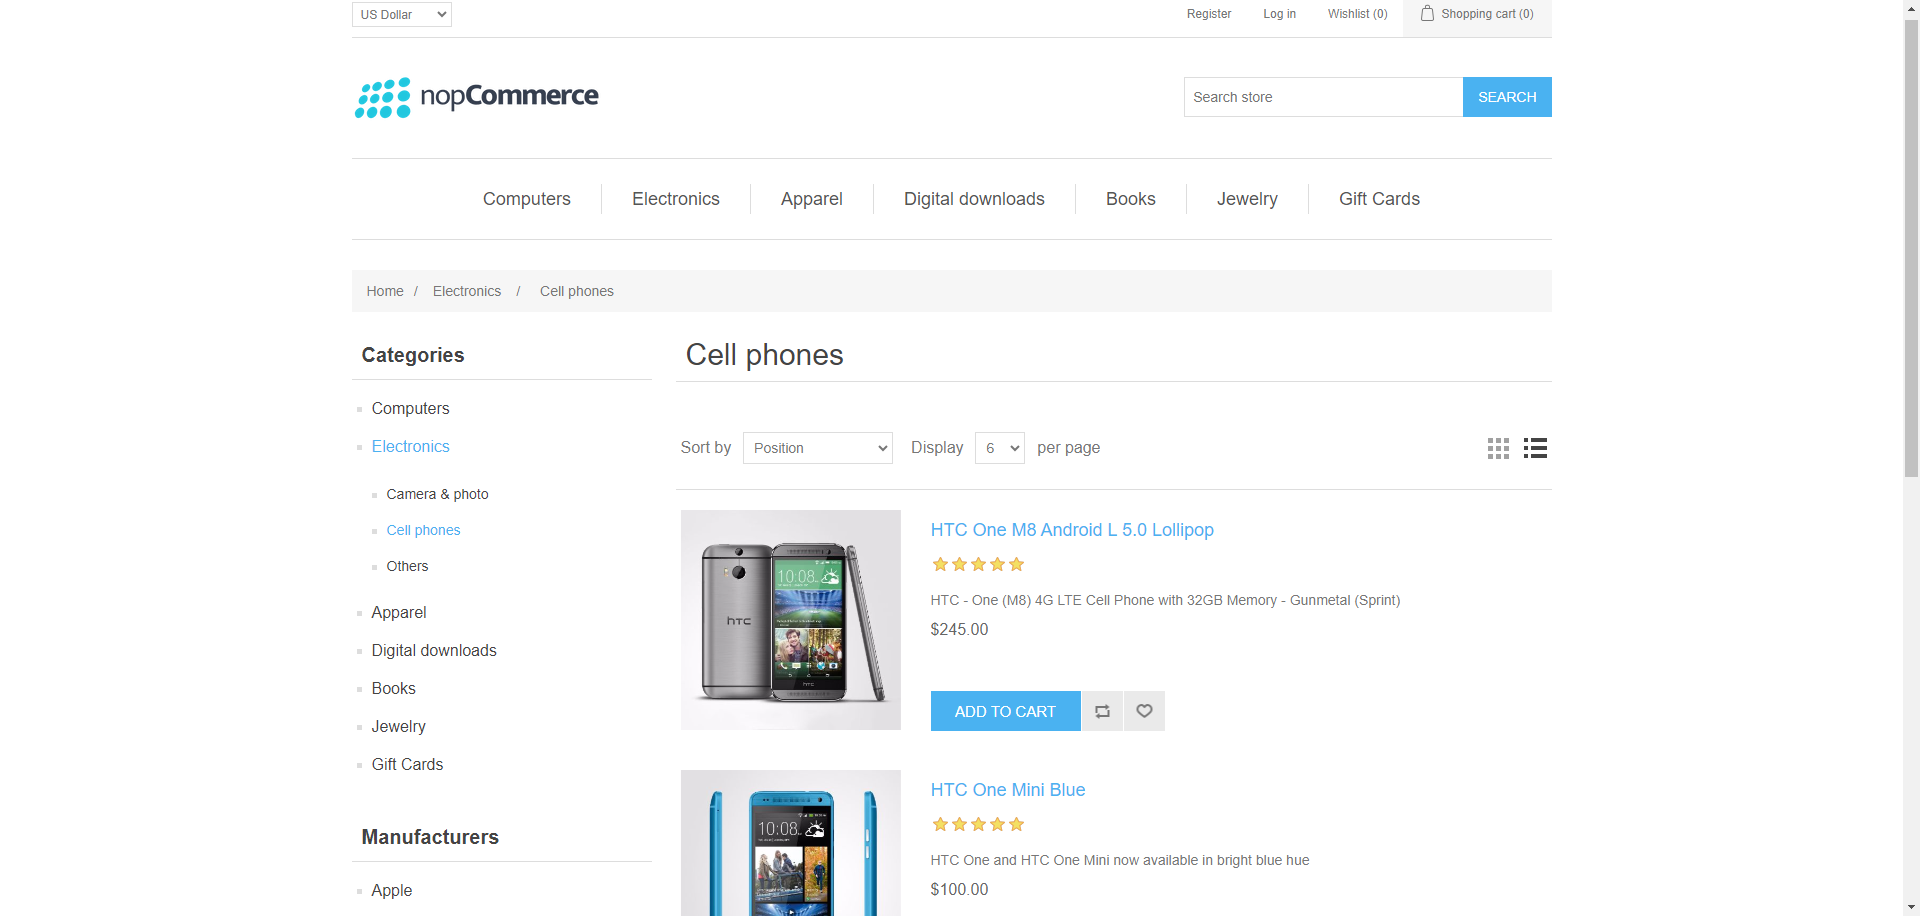 US Dollar
Register
Log in
Wishlist (0)
Shopping cart (0)
nopCommerce
Search store
SEARCH
Computers
Electronics
Apparel
Digital downloads
Books
Jewelry
Gift Cards
Home / Electronics / Cell phones
Categories
Computers
Electronics
Camera & photo
Cell phones
Others
Apparel
Digital downloads
Books
Jewelry
Gift Cards
Manufacturers
Apple
Cell phones
Sort by Position Display 6 per page
10:08
hTC
HTC One M8 Android L 5.0 Lollipop
HTC - One (M8) 4G LTE Cell Phone with 32GB Memory - Gunmetal (Sprint)
$245.00
ADD TO CART
10:08
HTC One Mini Blue
HTC One and HTC One Mini now available in bright blue hue
$100.00